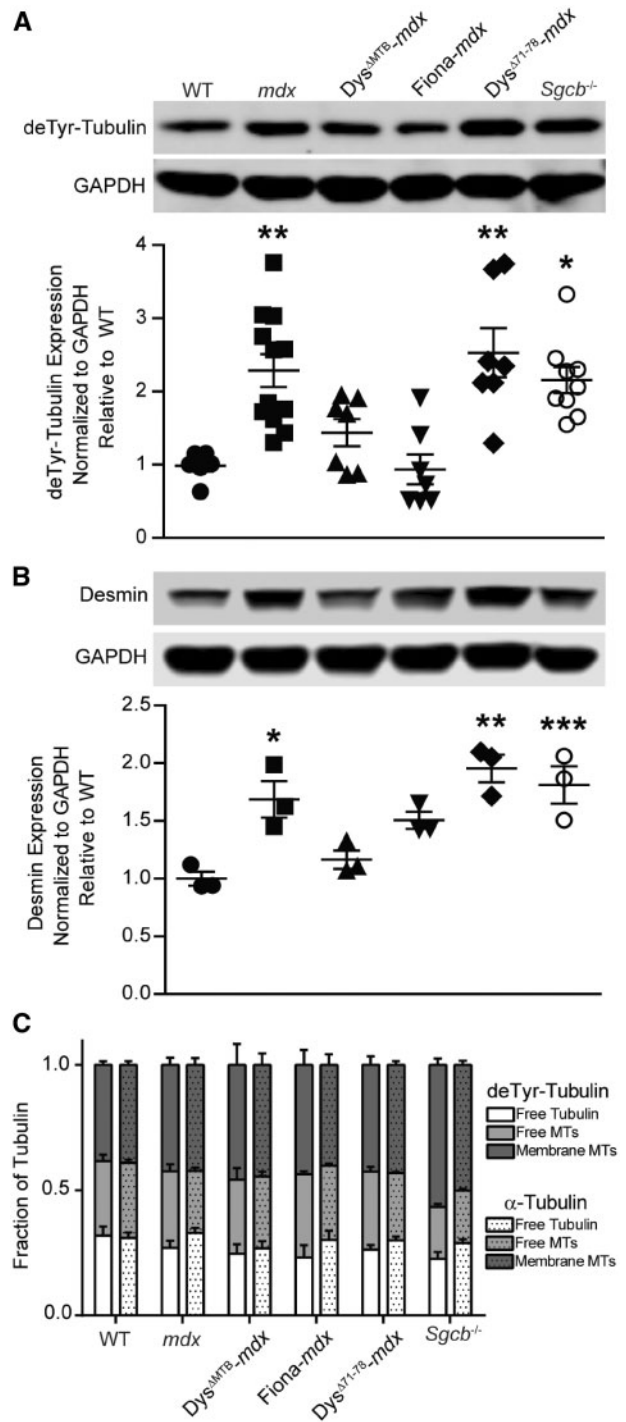 A
WT mdx Dys^ΔMTB-mdx Fiona-mdx Dys^Δ71-78-mdx Sgcb^-/-
deTyr-Tubulin
GAPDH
deTyr-Tubulin Expression
Normalized to GAPDH
Relative to WT
4
3
2
1
0
** ** *
B
Desmin
GAPDH
Desmin Expression
Normalized to GAPDH
Relative to WT
2.5
2.0
1.5
1.0
0.5
0.0
* ** ***
C
Fraction of Tubulin
1.0
0.5
0.0
WT mdx Dys^ΔMTB-mdx Fiona-mdx Dys^Δ71-78-mdx Sgcb^-/-
deTyr-Tubulin
Free Tubulin
Free MTs
Membrane MTs
α-Tubulin
Free Tubulin
Free MTs
Membrane MTs